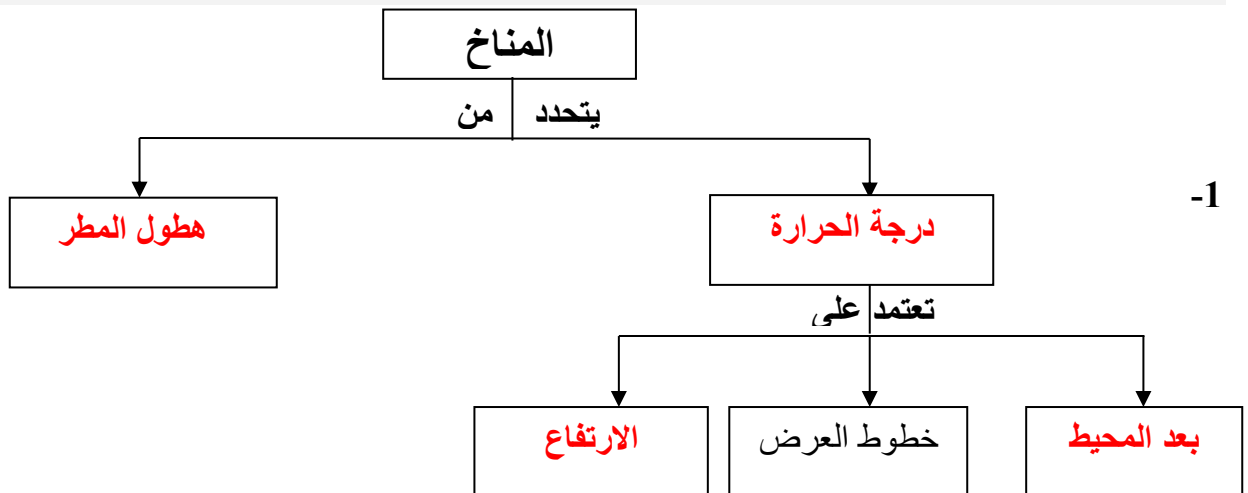 المناخ
يتحدد من
1-
درجة الحرارة
هطول المطر
تعتمد على
بعد المحيط
خطوط العرض
الارتفاع